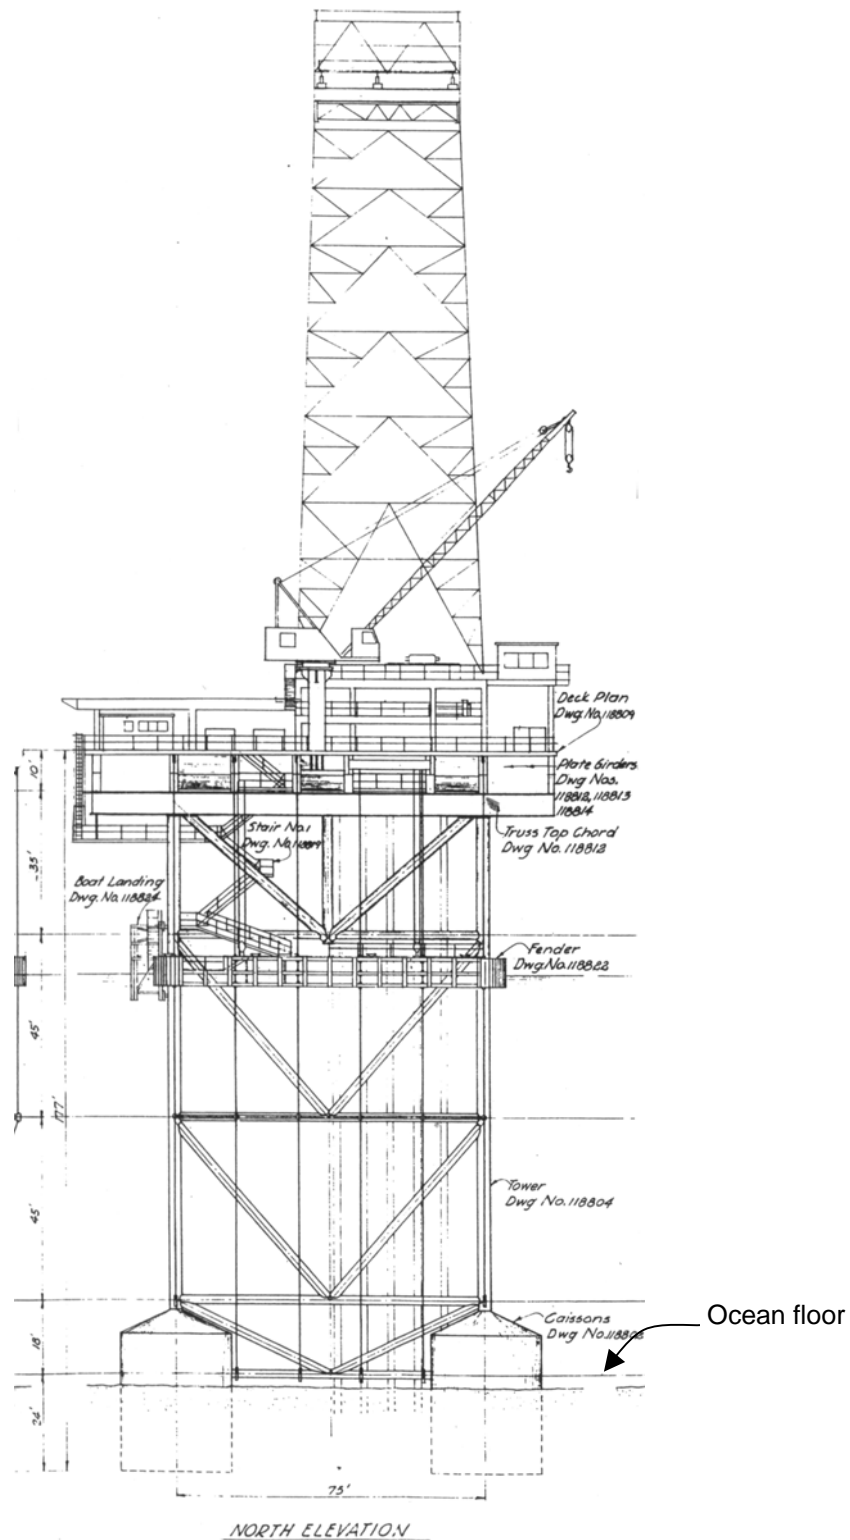 Deck Plan
Dwg. No. 118809
Plate Girders
Dwg Nos.
118812, 118813
118814
10'
Truss Top Chord
Dwg No. 118812
Stair No. 1
35'
Boat Landing
Dwg. No. 118824
Fender
Dwg. No. 118822
45'
177'
Tower
Dwg No. 118804
45'
Caissons
Ocean floor
18'
24'
75'
NORTH ELEVATION